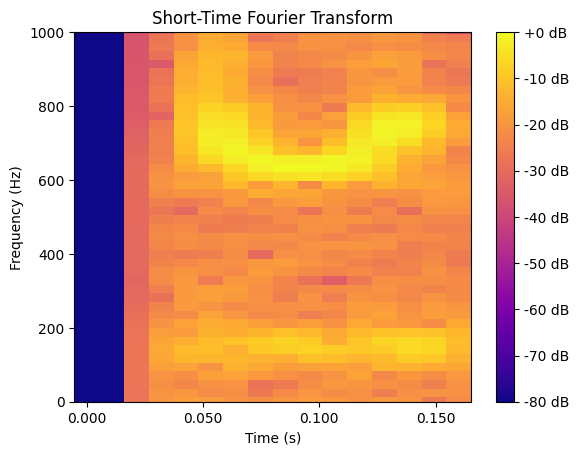 Short-Time Fourier Transform
Frequency (Hz)
1000
800
600
400
200
0
0.000
0.050
0.100
0.150
Time (s)
+0 dB
-10 dB
-20 dB
-30 dB
-40 dB
-50 dB
-60 dB
-70 dB
-80 dB